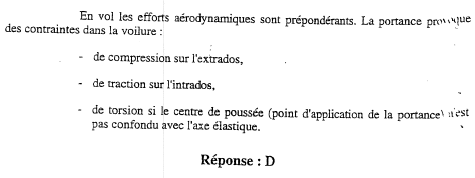 En vol les efforts aérodynamiques sont prépondérants. La portance provoque
des contraintes dans la voilure :
- de compression sur l'extrados,
- de traction sur l'intrados,
- de torsion si le centre de poussée (point d'application de la portance) n'est
pas confondu avec l'axe élastique.
Réponse : D